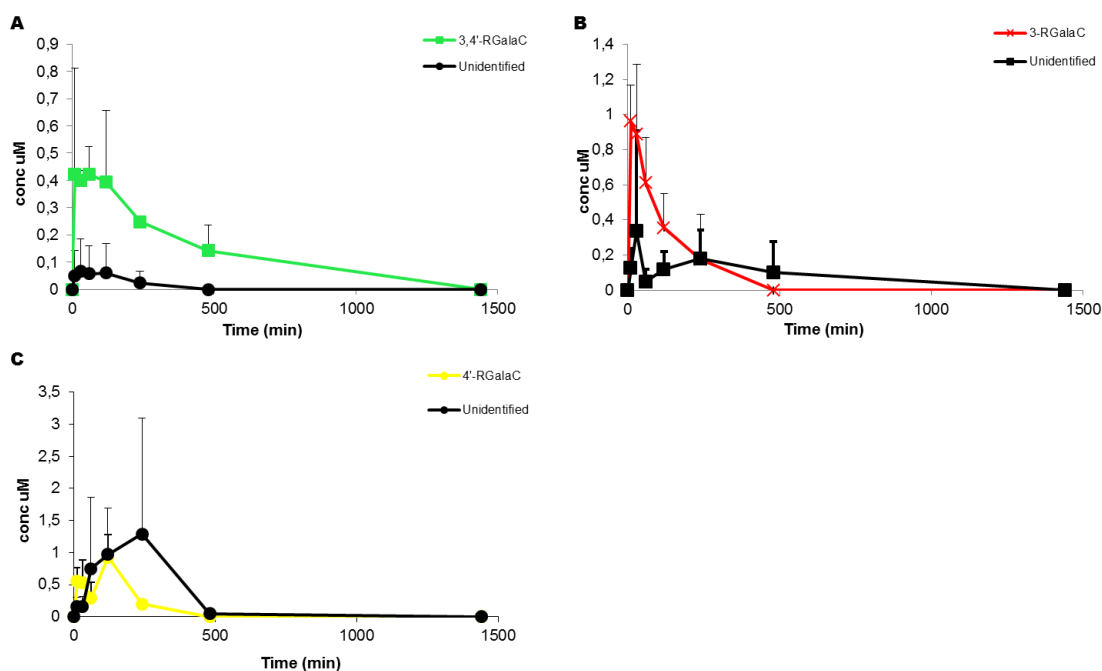 A
3,4'-RGalaC
Unidentified
0,9
0,8
0,7
0,6
0,5
0,4
0,3
0,2
0,1
0
conc uM
0
500
1000
1500
Time (min)
B
3-RGalaC
Unidentified
1,4
1,2
1
0,8
0,6
0,4
0,2
0
conc uM
0
500
1000
1500
Time (min)
C
4'-RGalaC
Unidentified
3,5
3
2,5
2
1,5
1
0,5
0
conc uM
0
500
1000
1500
Time (min)